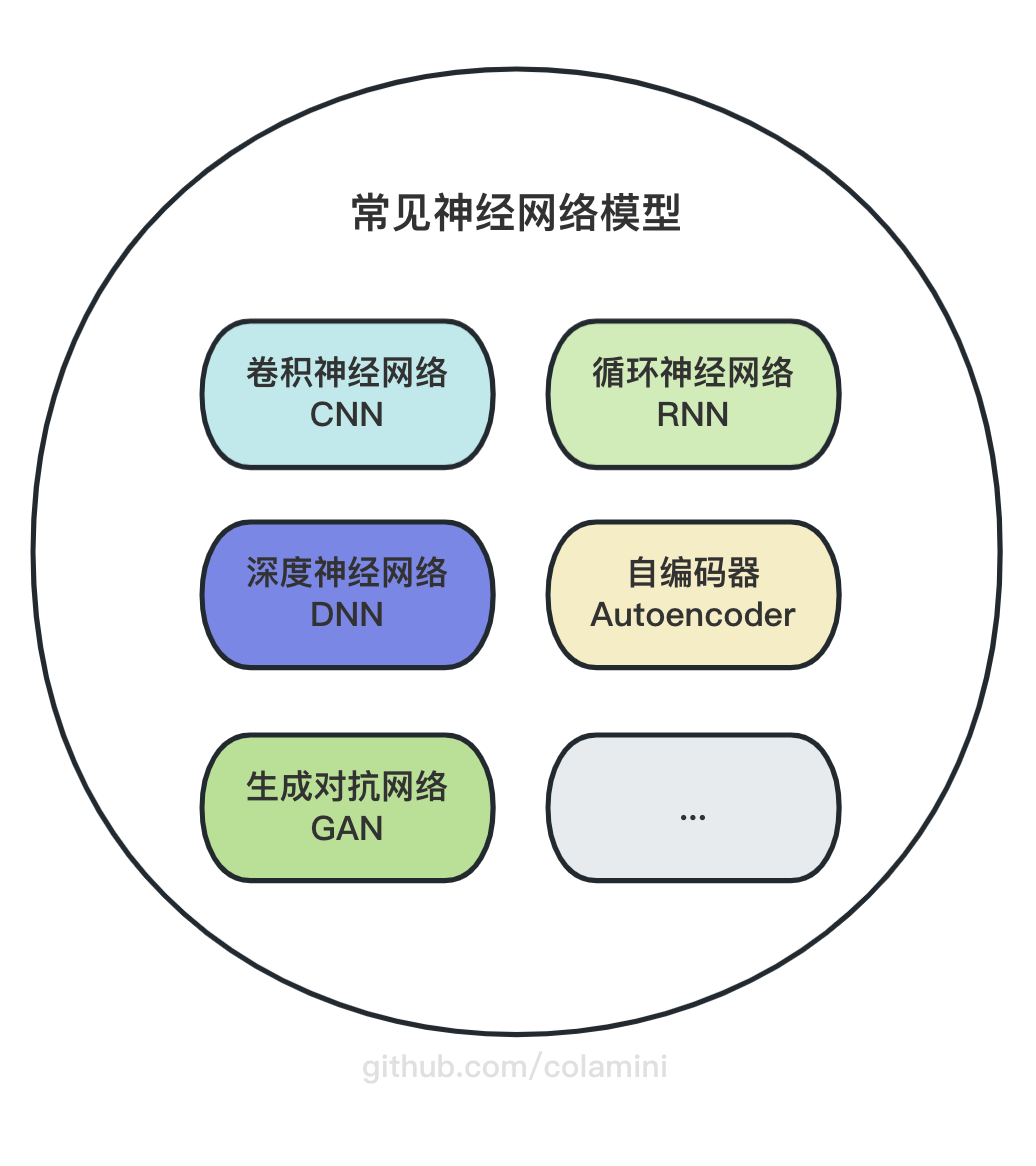 常见神经网络模型
卷积神经网络
CNN
循环神经网络
RNN
深度神经网络
DNN
自编码器
Autoencoder
生成对抗网络
GAN
...
github.com/colamini